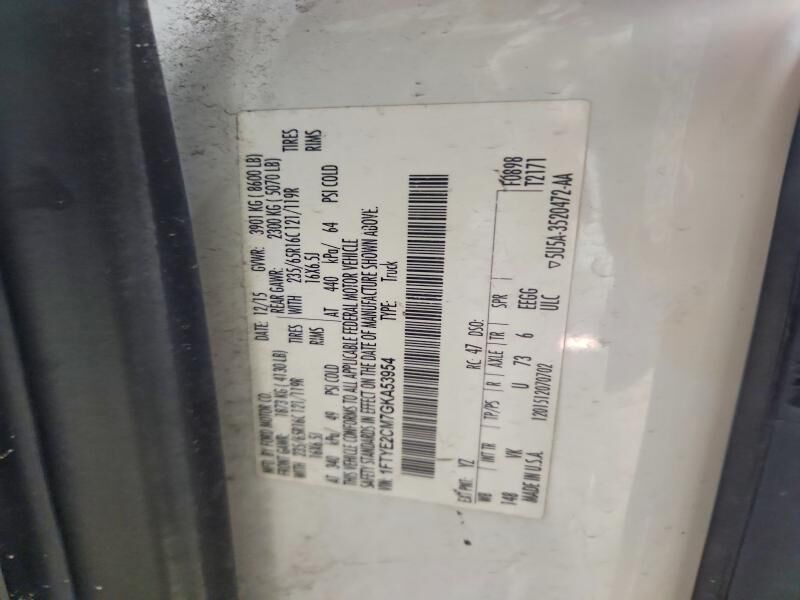 MFD. BY FORD MOTOR CO. DATE: 12/15 GVWR: 3901 KG ( 8600 LB)
FRONT GAWR: 1873 KG ( 4130 LB) REAR GAWR: 2300 KG ( 5070 LB)
WITH 235/65R16C 121/119R TIRES WITH 235/65R16C 121/119R TIRES
16X6.5J RIMS 16X6.5J RIMS
AT 340 kPa/ 49 PSI COLD AT 440 kPa/ 64 PSI COLD
THIS VEHICLE CONFORMS TO ALL APPLICABLE FEDERAL MOTOR VEHICLE
SAFETY STANDARDS IN EFFECT ON THE DATE OF MANUFACTURE SHOWN ABOVE.
VIN: 1FTYE2CM7GKA53954 TYPE: Truck
F0898
T2171
EXT PNT: YZ RC: 47 DSO:
WB INT TR TP/PS R AXLE TR SPR
148 VK U 73 6 EEGG
MADE IN U.S.A. 1201512070702 ULC
▽5U5A-3520472-AA